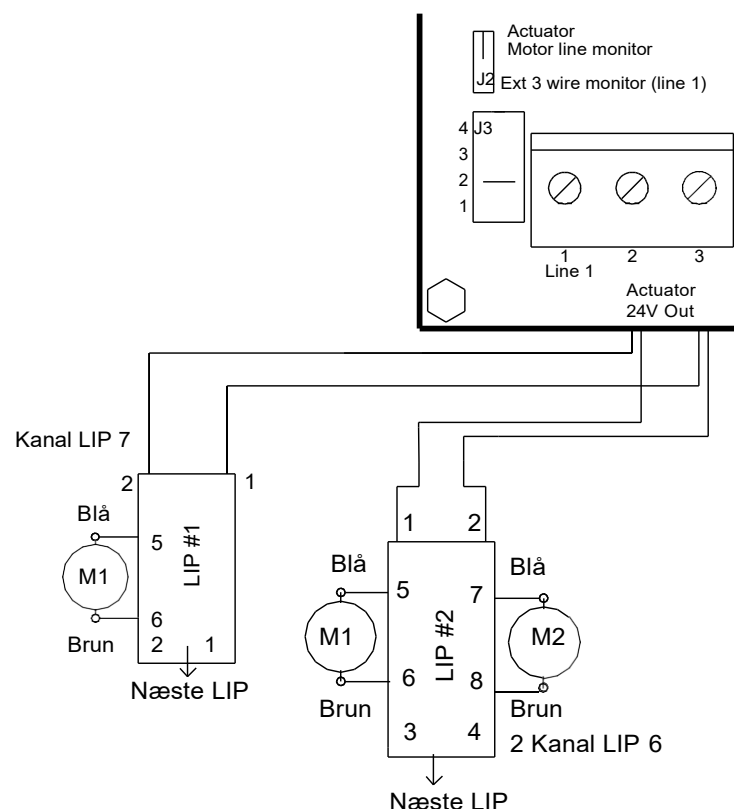 Actuator
Motor line monitor
J2 Ext 3 wire monitor (line 1)
4 J3
3
2
1
1 2 3
Line 1
Actuator
24V Out
Kanal LIP 7
2 1
Blå
5
M1
LIP #1
6
Brun
2 1
Næste LIP
1 2
Blå
5
M1
LIP #2
6
Brun
3 4
7
Blå
M2
8
Brun
2 Kanal LIP 6
Næste LIP